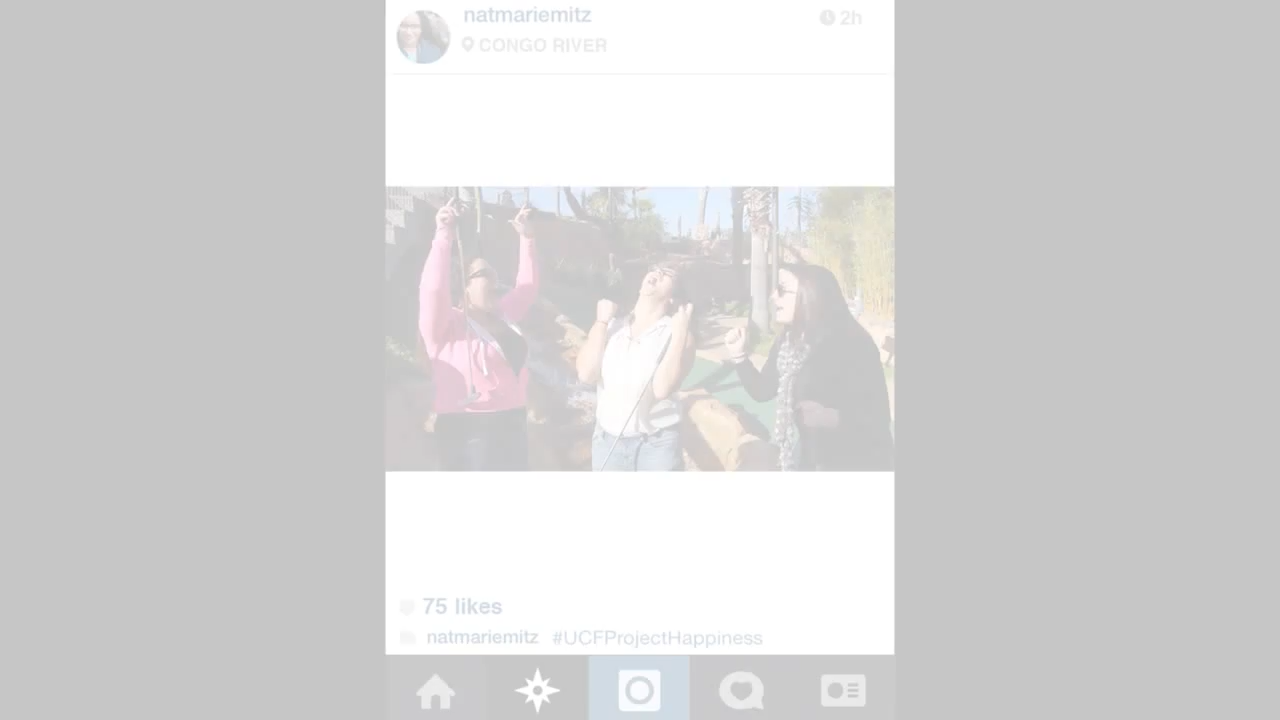 natmariemitz
2h
CONGO RIVER
75 likes
natmariemitz #UCFProjectHappiness